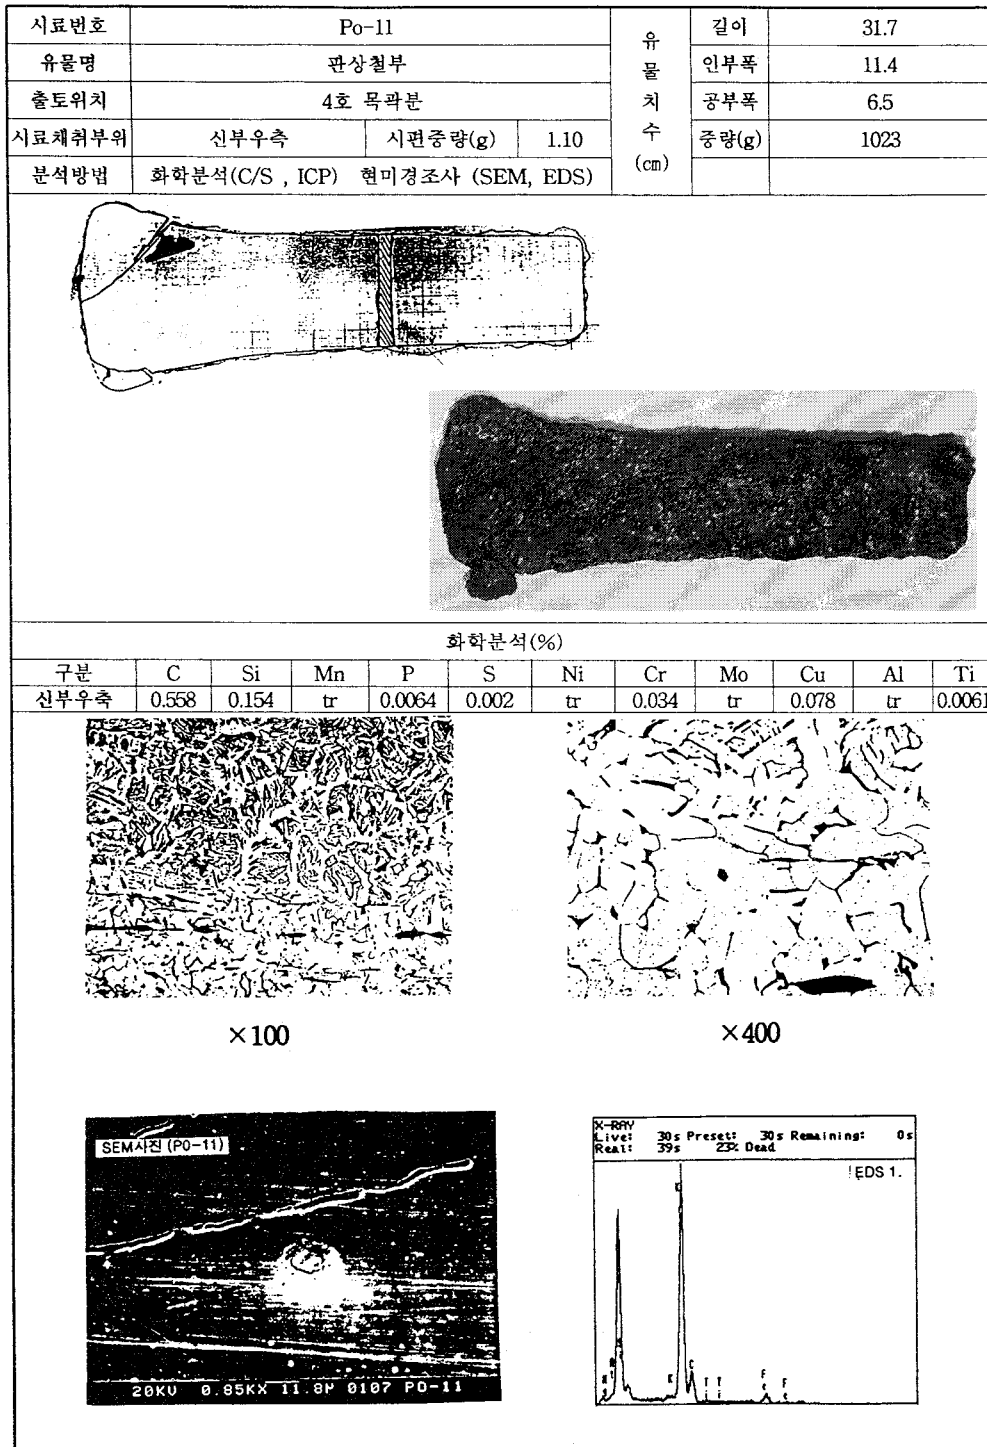 시료번호 Po-11 유물치수(cm) 길이 31.7
유물명 판상철부 인부폭 11.4
출토위치 4호 목곽분 공부폭 6.5
시료채취부위 신부우측 시편중량(g) 1.10 중량(g) 1023
분석방법 화학분석(C/S , ICP) 현미경조사 (SEM, EDS)
화학분석(%)
구분 C Si Mn P S Ni Cr Mo Cu Al Ti
신부우측 0.558 0.154 tr 0.0064 0.002 tr 0.034 tr 0.078 tr 0.0061
×100 ×400
SEM사진 (PO-11)
20KV 0.85KX 11.8µ 0107 PO-11
X-RAY
Live: 30s Preset: 30s Remaining: 0s
Real: 39s 23% Dead
EDS 1.